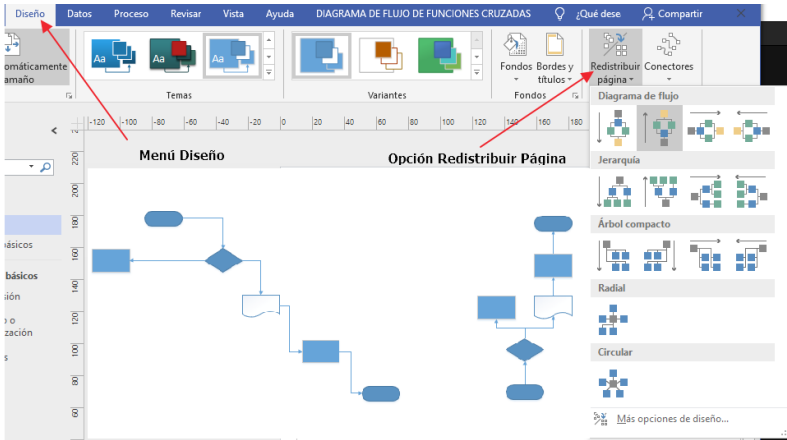 Diseño Datos Proceso Revisar Vista Ayuda DIAGRAMA DE FLUJO DE FUNCIONES CRUZADAS ¿Qué dese Compartir
omáticamente
amaño
Aa Aa Aa
Fondos Bordes y
títulos
Redistribuir Conectores
página
Temas Variantes Fondos
Diagrama de flujo
-120 -100 -80 -60 -40 -20 0 20 40 60 80 100 120 140 160 180
Menú Diseño
Opción Redistribuir Página
Jerarquía
220
200
180
160
140
120
100
80
60
Árbol compacto
básicos
básicos
sión
o o
zación
s
Radial
Circular
Más opciones de diseño...